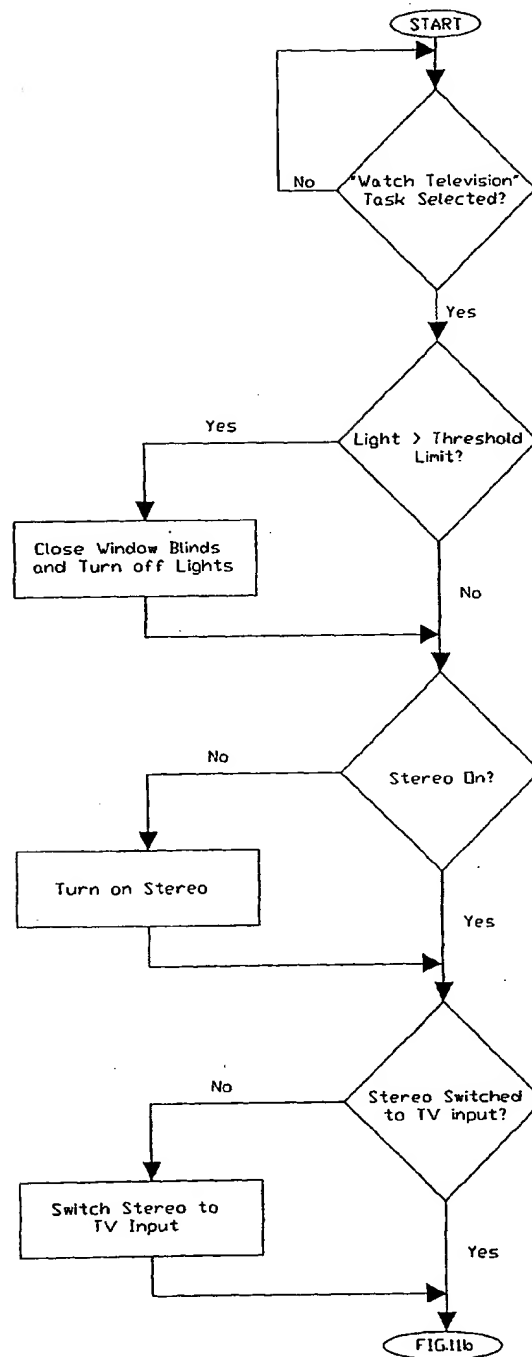 START
"Watch Television"
Task Selected?
No
Yes
Light > Threshold
Limit?
Yes
Close Window Blinds
and Turn off Lights
No
Stereo On?
No
Turn on Stereo
Yes
Stereo Switched
to TV input?
No
Switch Stereo to
TV Input
Yes
FIG.11b